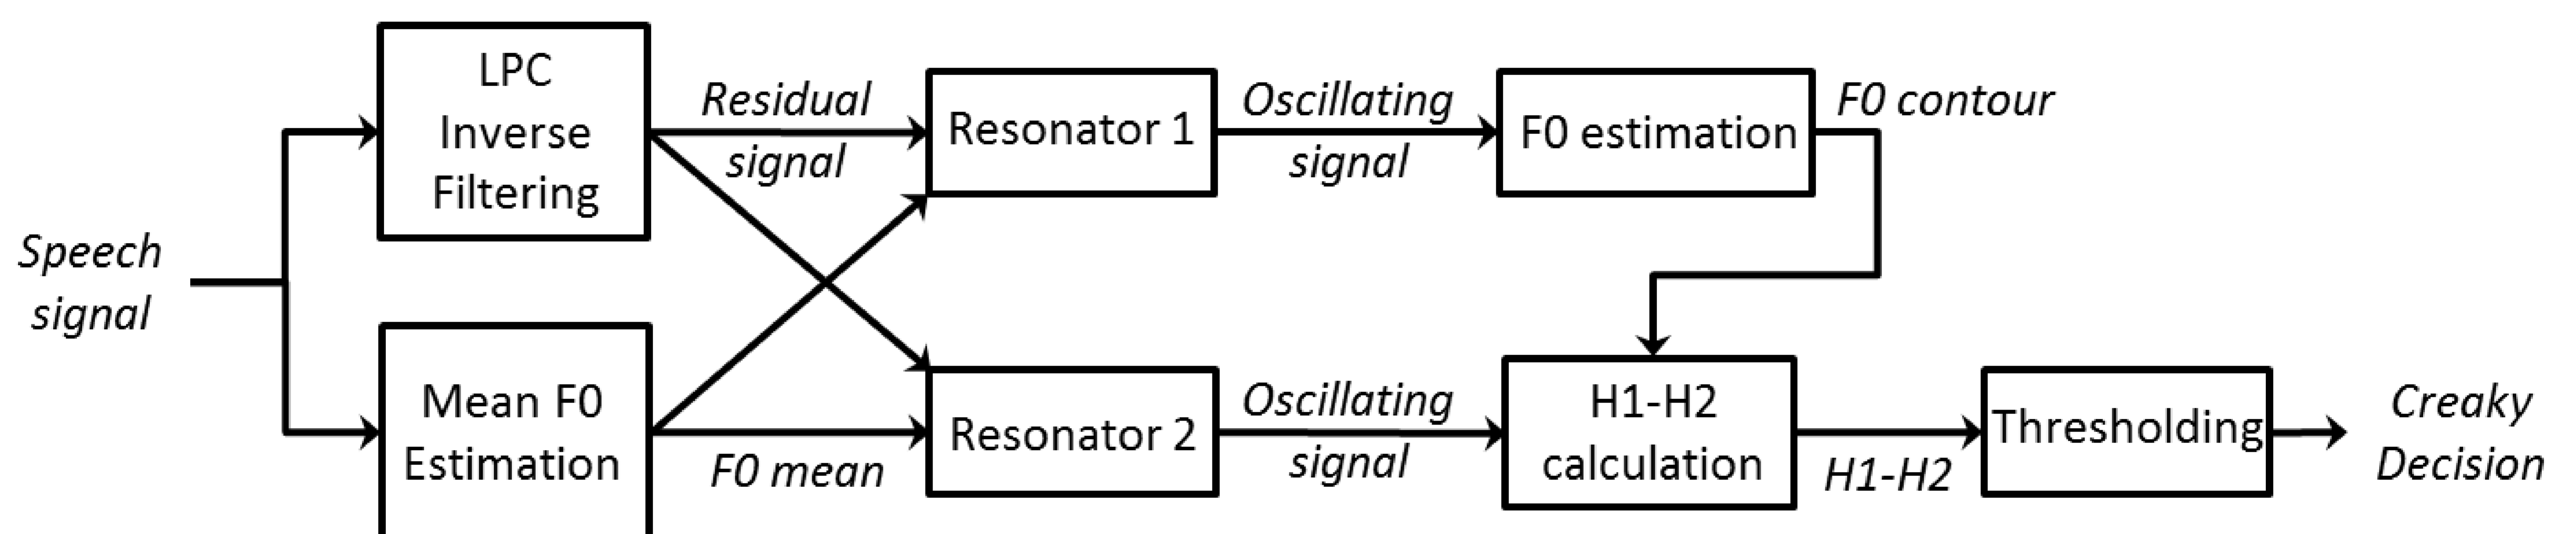 Speech
signal
LPC
Inverse
Filtering
Mean F0
Estimation
Residual
signal
F0 mean
Resonator 1
Resonator 2
Oscillating
signal
Oscillating
signal
F0 estimation
F0 contour
H1-H2
calculation
H1-H2
Thresholding
Creaky
Decision